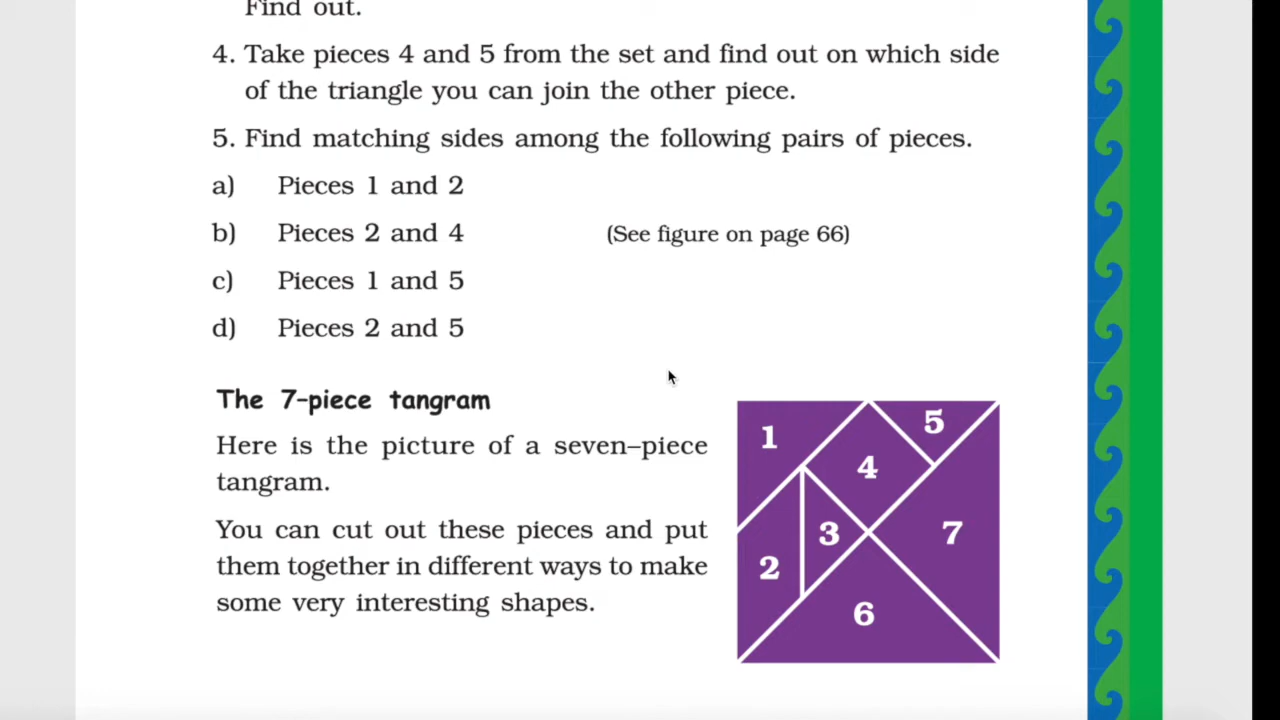 Find out.
4. Take pieces 4 and 5 from the set and find out on which side
of the triangle you can join the other piece.
5. Find matching sides among the following pairs of pieces.
a) Pieces 1 and 2
b) Pieces 2 and 4 (See figure on page 66)
c) Pieces 1 and 5
d) Pieces 2 and 5
The 7–piece tangram
Here is the picture of a seven–piece
tangram.
You can cut out these pieces and put
them together in different ways to make
some very interesting shapes.
1
5
4
3
7
2
6